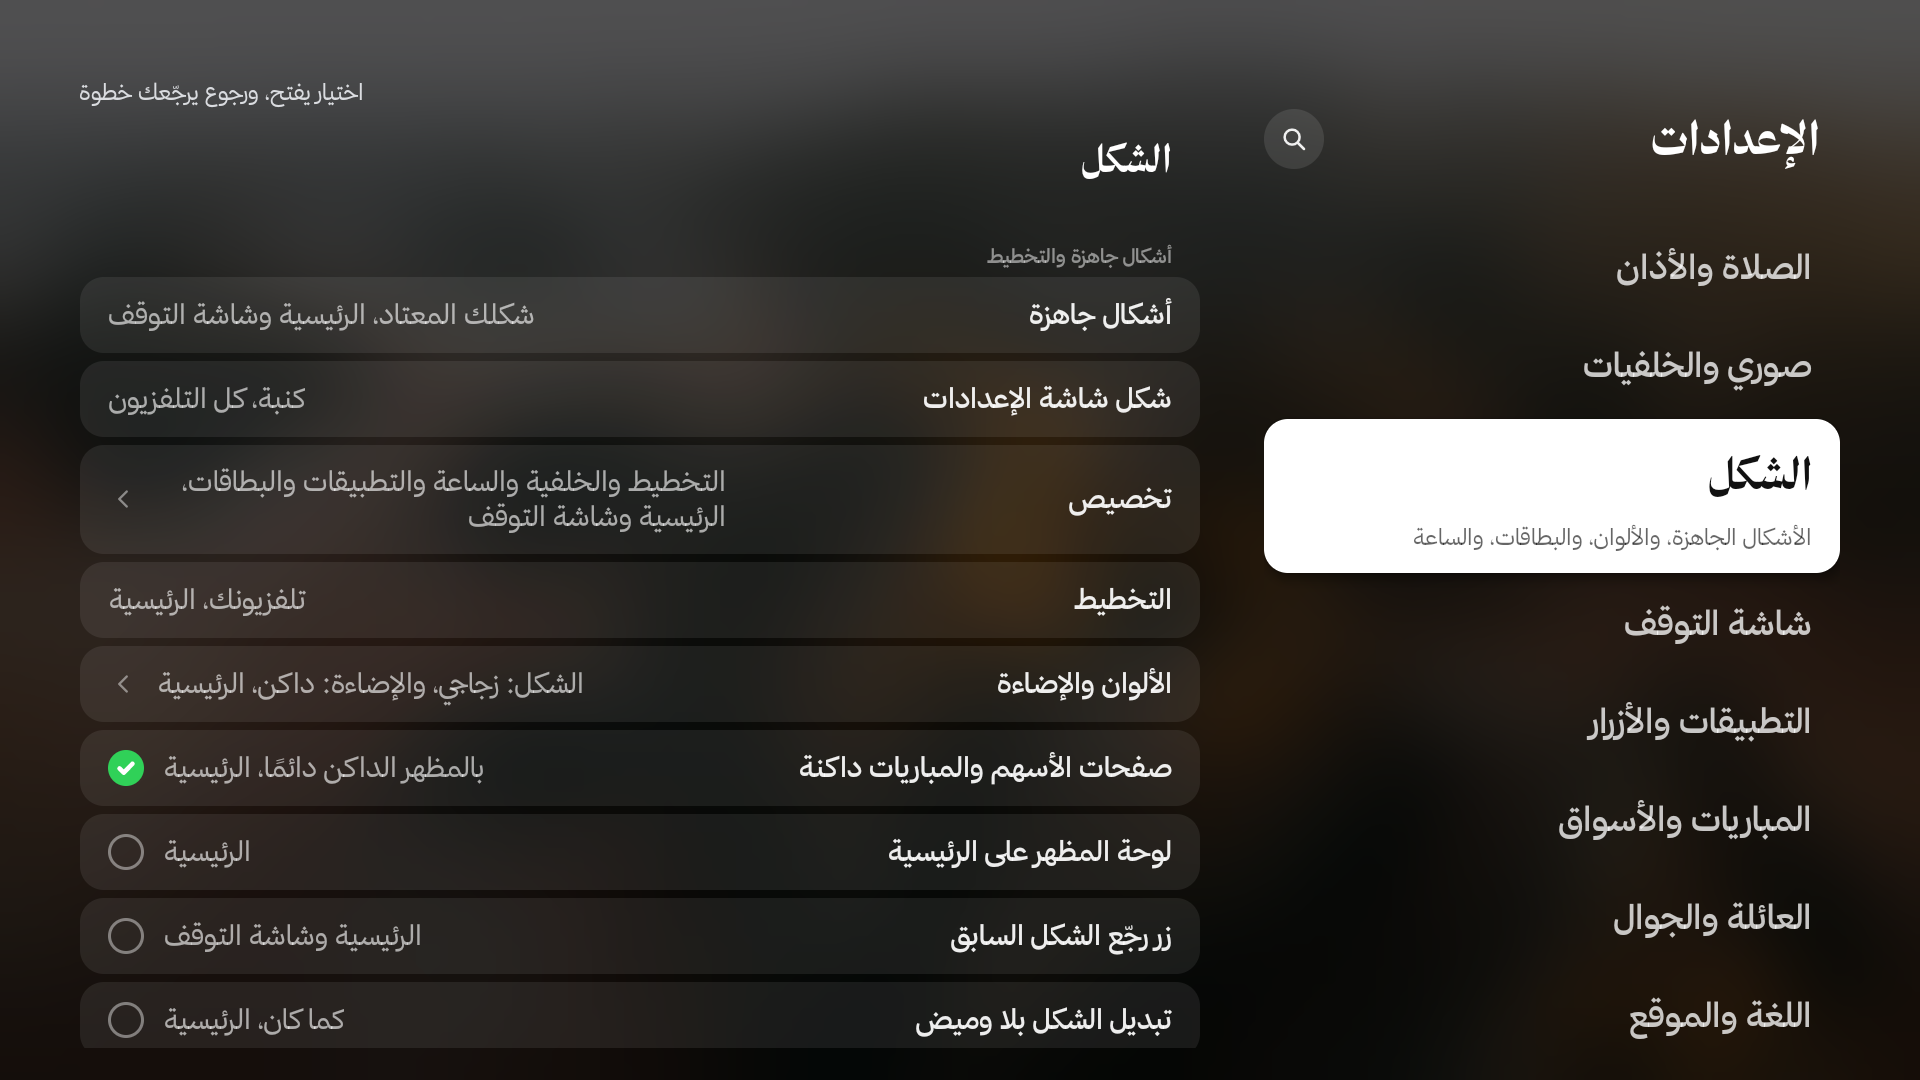 اختيار يفتح، ورجوع يرجّعك خطوة
الإعدادات
الصلاة والأذان
صوري والخلفيات
الشكل
الأشكال الجاهزة، والألوان، والبطاقات، والساعة
شاشة التوقف
التطبيقات والأزرار
المباريات والأسواق
العائلة والجوال
اللغة والموقع
الشكل
أشكال جاهزة والتخطيط
أشكال جاهزة
شكلك المعتاد، الرئيسية وشاشة التوقف
شكل شاشة الإعدادات
كنبة، كل التلفزيون
تخصيص
التخطيط والخلفية والساعة والتطبيقات والبطاقات،
الرئيسية وشاشة التوقف
التخطيط
تلفزيونك، الرئيسية
الألوان والإضاءة
الشكل: زجاجي، والإضاءة: داكن، الرئيسية
صفحات الأسهم والمباريات داكنة
بالمظهر الداكن دائمًا، الرئيسية
لوحة المظهر على الرئيسية
الرئيسية
زر رجّع الشكل السابق
الرئيسية وشاشة التوقف
تبديل الشكل بلا وميض
كما كان، الرئيسية